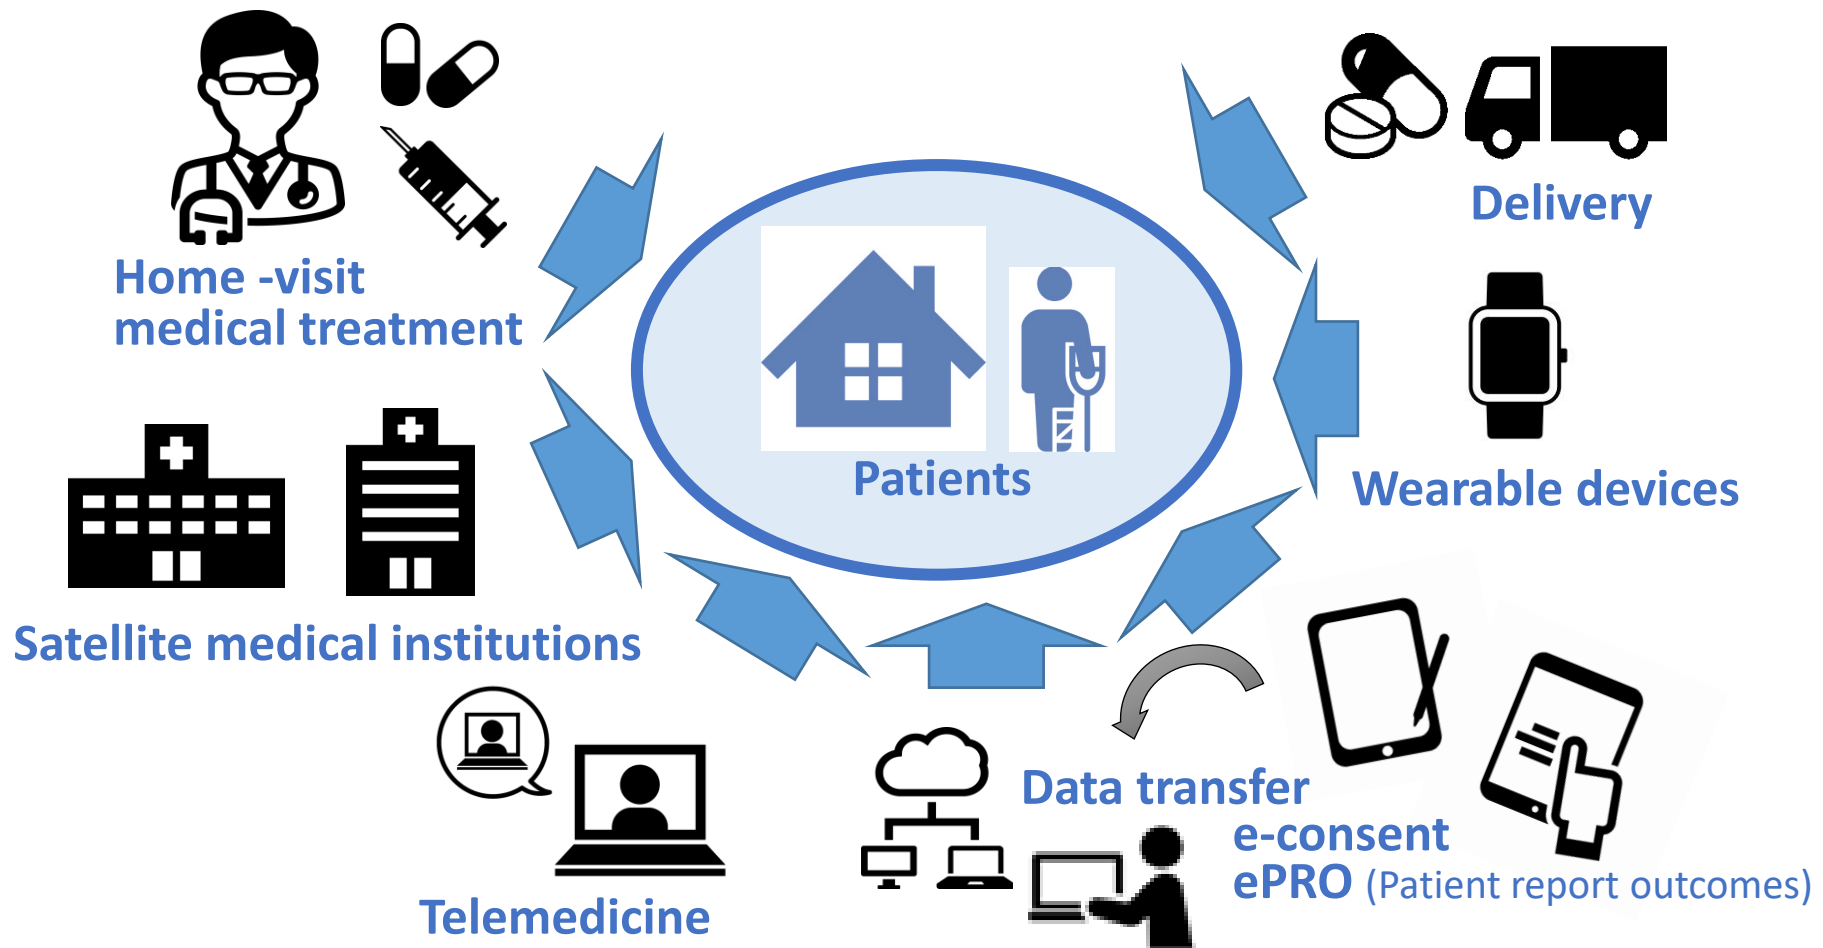 Home -visit
medical treatment
Delivery
Patients
Wearable devices
Satellite medical institutions
Data transfer
e-consent
ePRO (Patient report outcomes)
Telemedicine